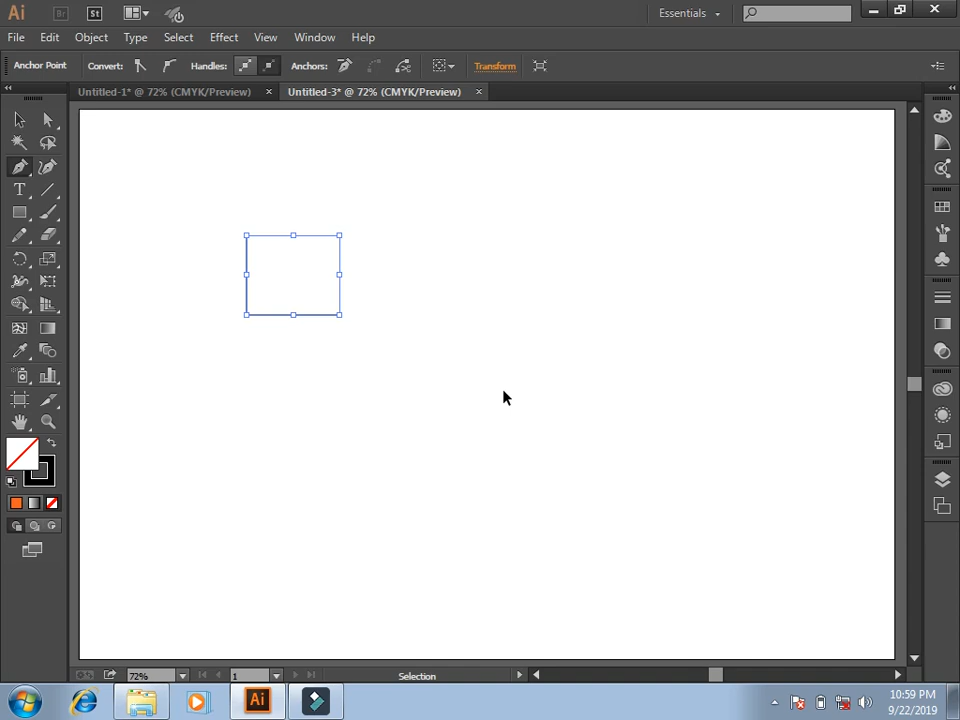 Ai Br St Essentials
File Edit Object Type Select Effect View Window Help
Anchor Point Convert: Handles: Anchors: Transform
Untitled-1* @ 72% (CMYK/Preview) × Untitled-3* @ 72% (CMYK/Preview) ×
T
72% 1 Selection
Ai 10:59 PM
9/22/2019